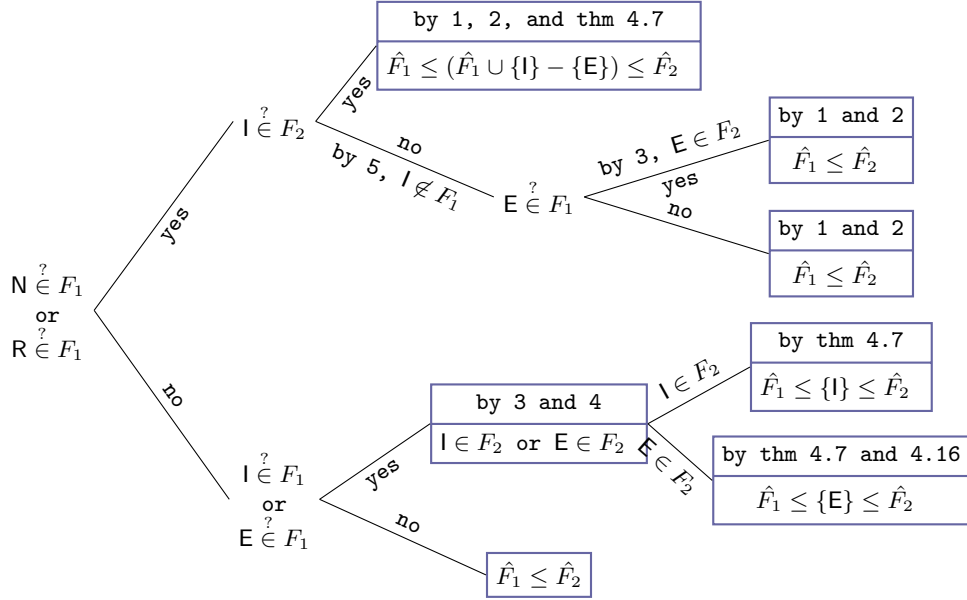 by 1, 2, and thm 4.7
F̂₁ ≤ (F̂₁ ∪ {I} − {E}) ≤ F̂₂
yes
I ∈? F₂
no
by 5, I ∉ F₁
E ∈? F₁
by 3, E ∈ F₂
yes
by 1 and 2
F̂₁ ≤ F̂₂
no
by 1 and 2
F̂₁ ≤ F̂₂
yes
N ∈? F₁
or
R ∈? F₁
no
I ∈? F₁
or
E ∈? F₁
yes
by 3 and 4
I ∈ F₂ or E ∈ F₂
I ∈ F₂
by thm 4.7
F̂₁ ≤ {I} ≤ F̂₂
E ∈ F₂
by thm 4.7 and 4.16
F̂₁ ≤ {E} ≤ F̂₂
no
F̂₁ ≤ F̂₂